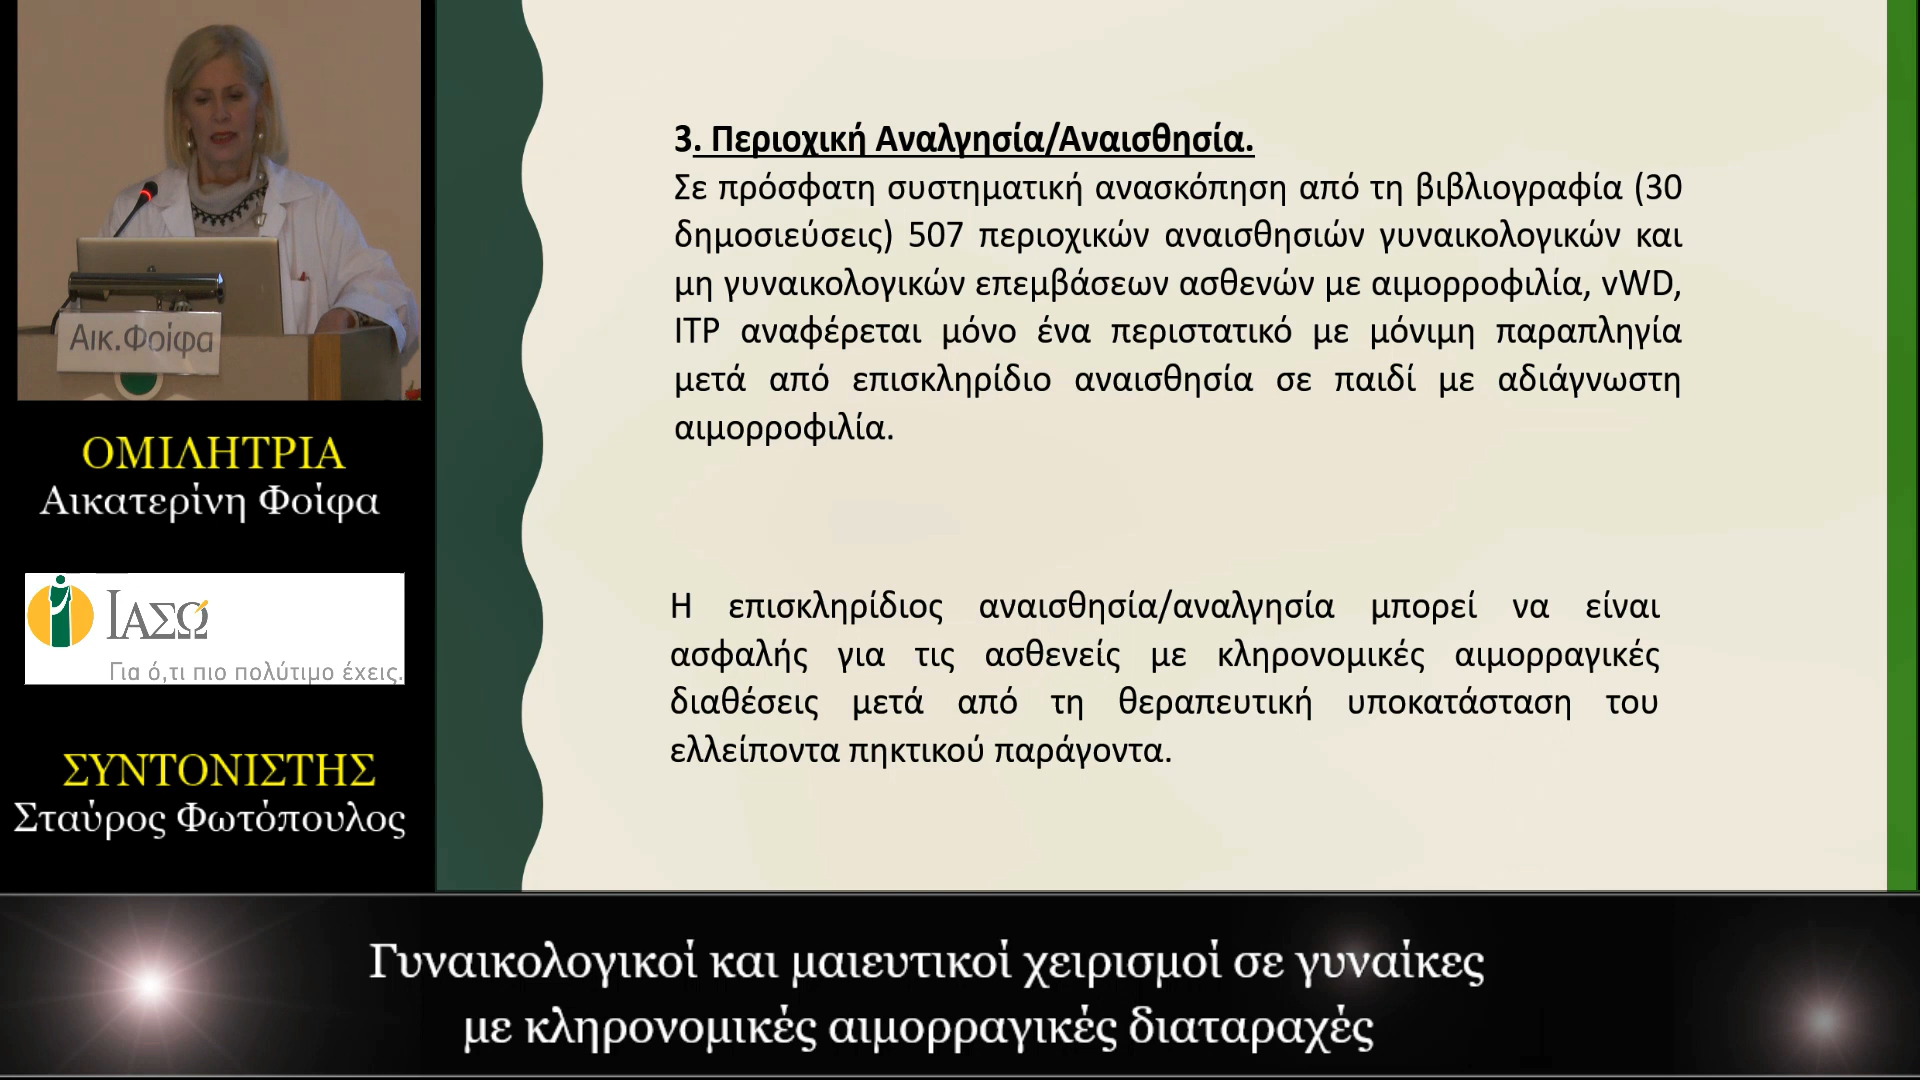 Αικ.Φοίφα
ΟΜΙΛΗΤΡΙΑ
Αικατερίνη Φοίφα
ΙΑΣΩ
Για ό,τι πιο πολύτιμο έχεις.
ΣΥΝΤΟΝΙΣΤΗΣ
Σταύρος Φωτόπουλος
3. Περιοχική Αναλγησία/Αναισθησία.
Σε πρόσφατη συστηματική ανασκόπηση από τη βιβλιογραφία (30
δημοσιεύσεις) 507 περιοχικών αναισθησιών γυναικολογικών και
μη γυναικολογικών επεμβάσεων ασθενών με αιμορροφιλία, vWD,
ITP αναφέρεται μόνο ένα περιστατικό με μόνιμη παραπληγία
μετά από επισκληρίδιο αναισθησία σε παιδί με αδιάγνωστη
αιμορροφιλία.
Η επισκληρίδιος αναισθησία/αναλγησία μπορεί να είναι
ασφαλής για τις ασθενείς με κληρονομικές αιμορραγικές
διαθέσεις μετά από τη θεραπευτική υποκατάσταση του
ελλείποντα πηκτικού παράγοντα.
Γυναικολογικοί και μαιευτικοί χειρισμοί σε γυναίκες
με κληρονομικές αιμορραγικές διαταραχές